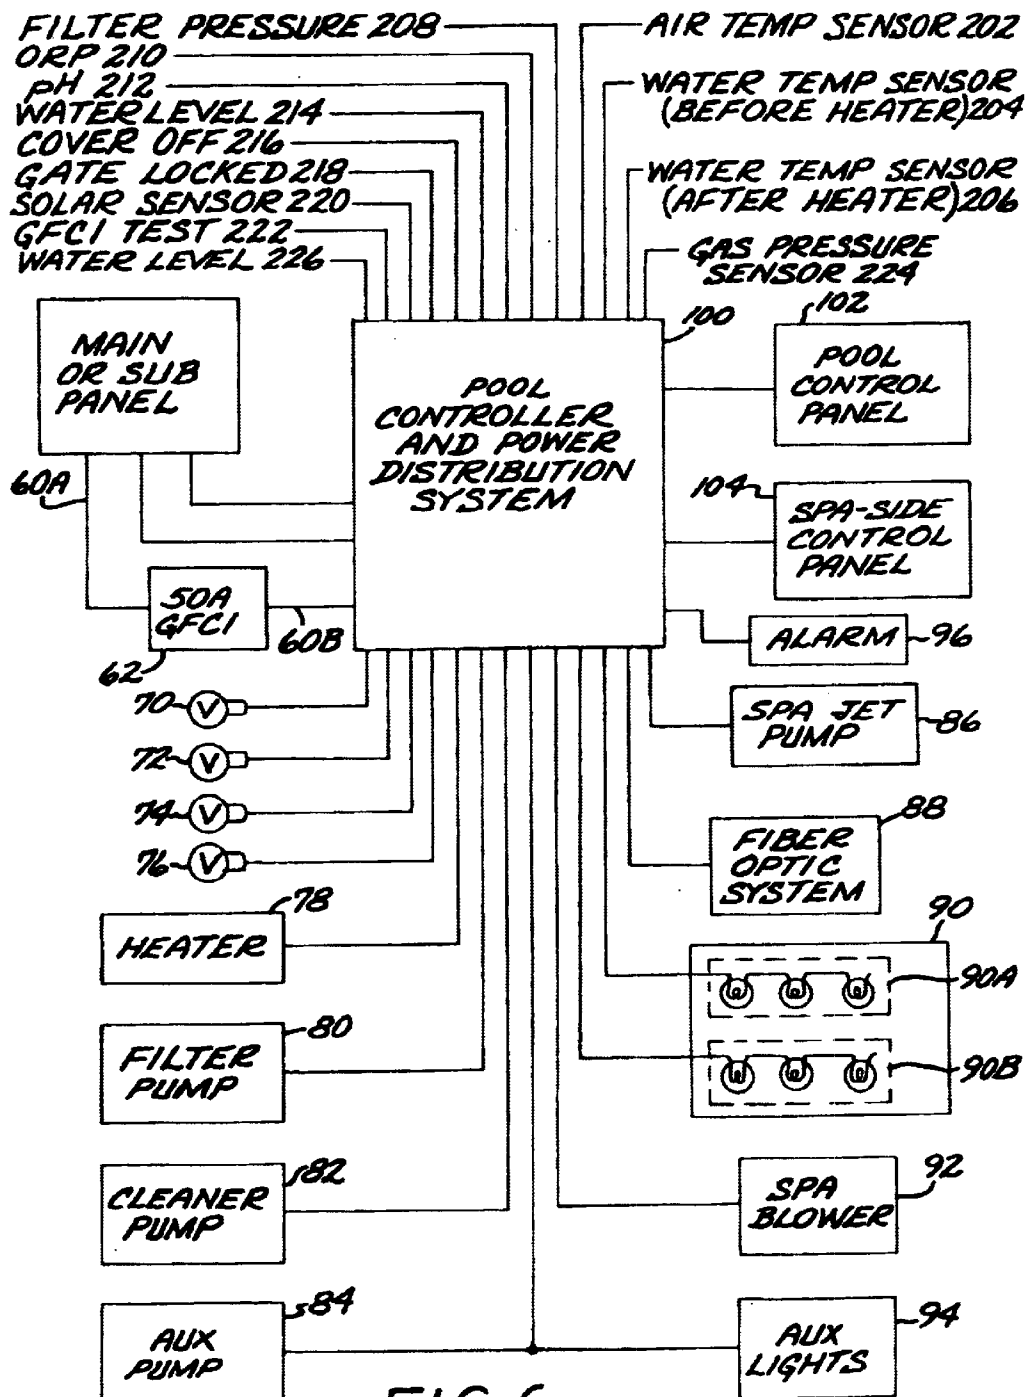 FILTER PRESSURE 208
ORP 210
pH 212
WATER LEVEL 214
COVER OFF 216
GATE LOCKED 218
SOLAR SENSOR 220
GFCI TEST 222
WATER LEVEL 226
AIR TEMP SENSOR 202
WATER TEMP SENSOR
(BEFORE HEATER) 204
WATER TEMP SENSOR
(AFTER HEATER) 206
GAS PRESSURE
SENSOR 224
MAIN
OR SUB
PANEL
100
POOL
CONTROLLER
AND POWER
DISTRIBUTION
SYSTEM
102
POOL
CONTROL
PANEL
60A
104
SPA-SIDE
CONTROL
PANEL
50A
GFCI
62
60B
ALARM
96
70
V
72
V
74
V
76
V
SPA JET
PUMP
86
88
FIBER
OPTIC
SYSTEM
78
HEATER
90
90A
90B
80
FILTER
PUMP
82
CLEANER
PUMP
92
SPA
BLOWER
84
AUX
PUMP
94
AUX
LIGHTS